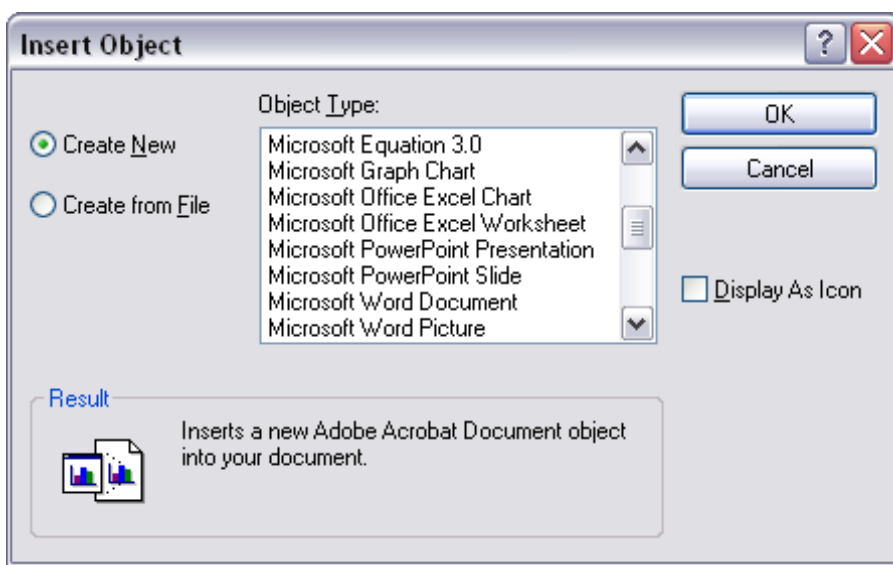 Insert Object
Object Type:
Create New
Create from File
Microsoft Equation 3.0
Microsoft Graph Chart
Microsoft Office Excel Chart
Microsoft Office Excel Worksheet
Microsoft PowerPoint Presentation
Microsoft PowerPoint Slide
Microsoft Word Document
Microsoft Word Picture
OK
Cancel
Display As Icon
Result
Inserts a new Adobe Acrobat Document object
into your document.